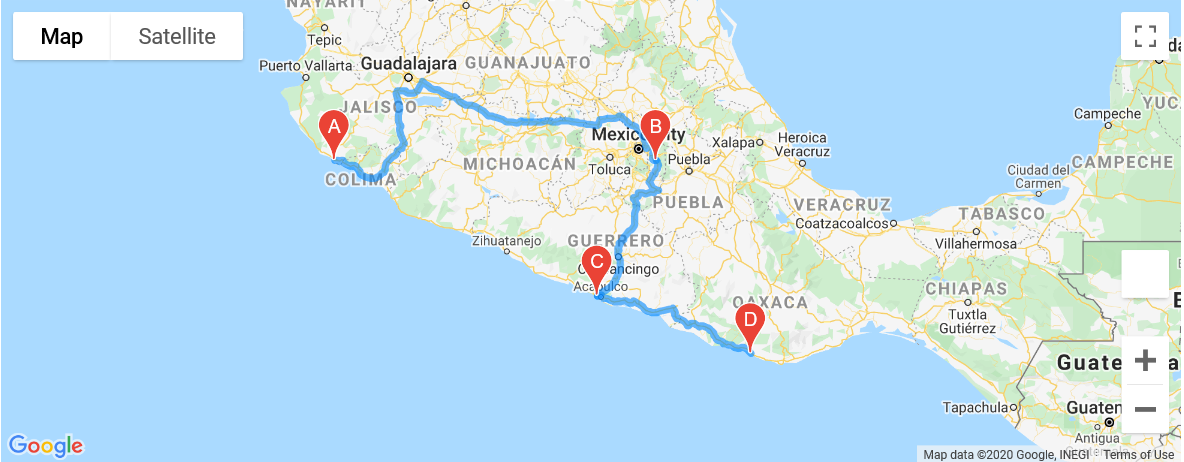 NAYARIT
Map
Satellite
Tepic
Puerto Vallarta
Guadalajara
GUANAJUATO
JALISCO
A
B
Mexico City
Toluca
Puebla
Xalapa
Heroica
Veracruz
Campeche
YUC
CAMPECHE
MICHOACÁN
COLIMA
PUEBLA
VERACRUZ
Coatzacoalcos
Ciudad del
Carmen
TABASCO
Villahermosa
Zihuatanejo
GUERRERO
C
Chilpancingo
Acapulco
OAXACA
D
CHIAPAS
Tuxtla
Gutiérrez
Guate
Tapachula
Guaten
Antigua
Google
Map data ©2020 Google, INEGI
Terms of Use